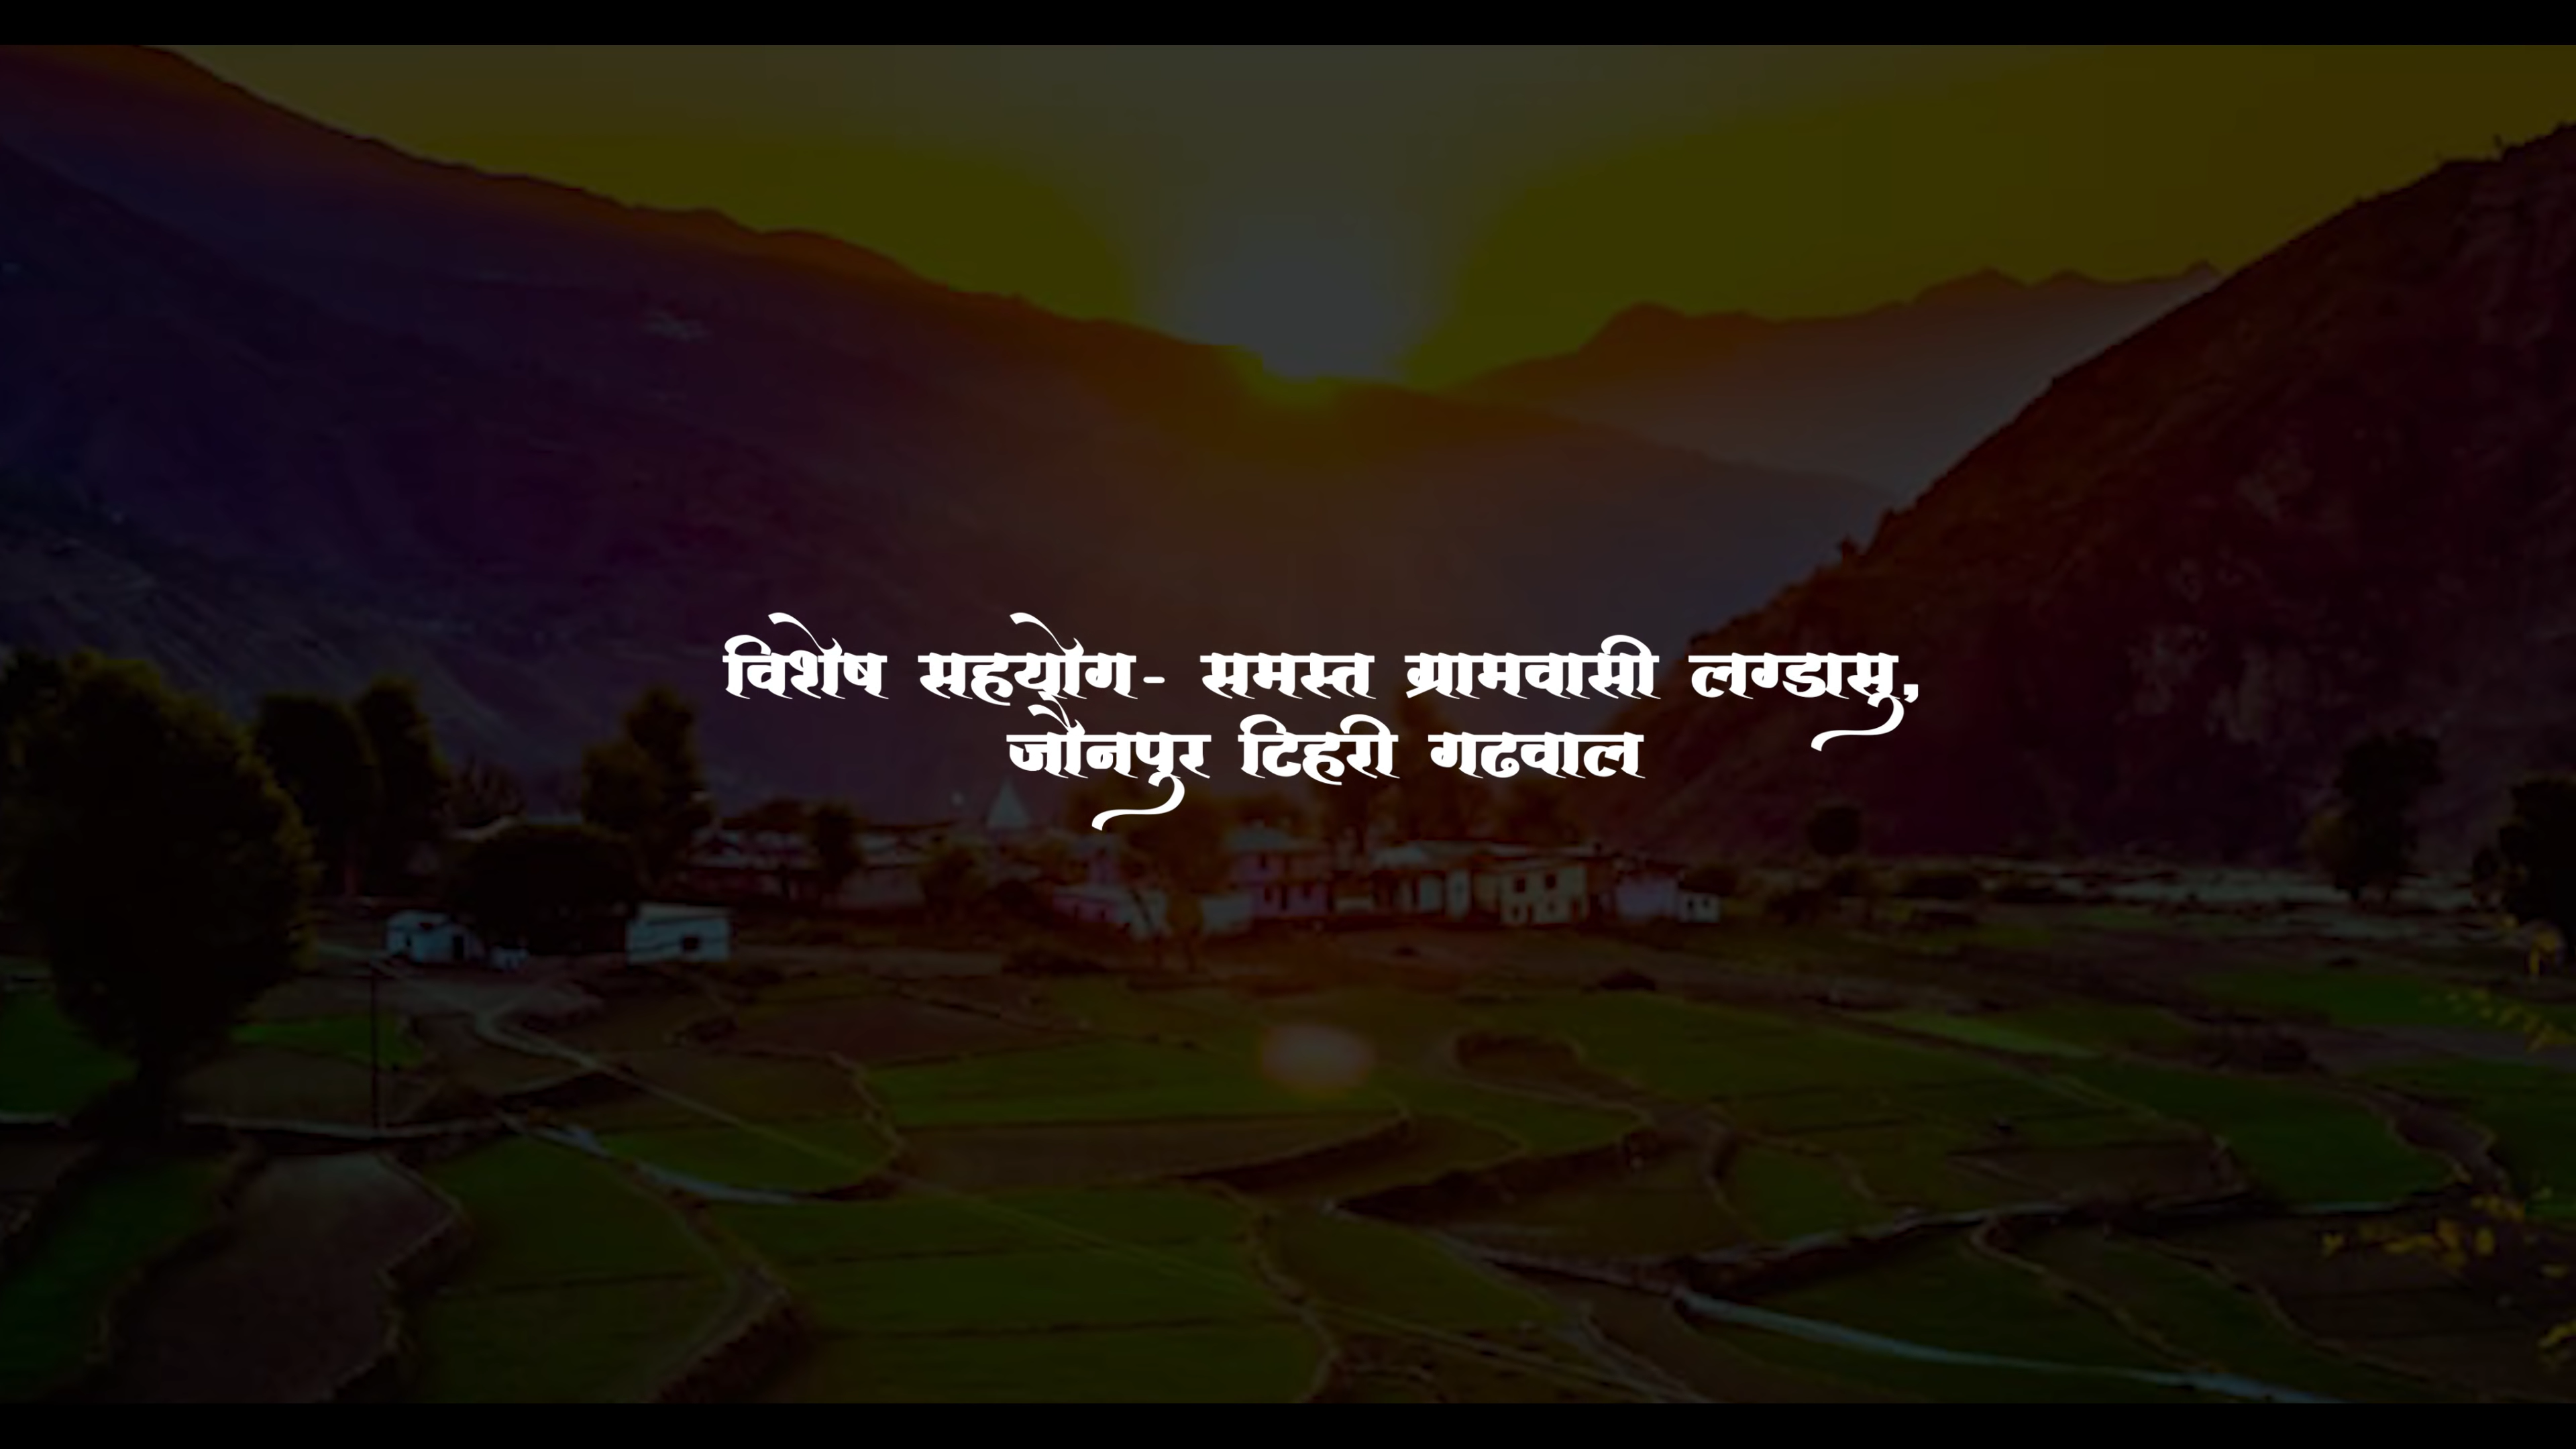 विशेष सहयोग- समस्त ग्रामवासी लग्डासु,
जौनपुर टिहरी गढवाल